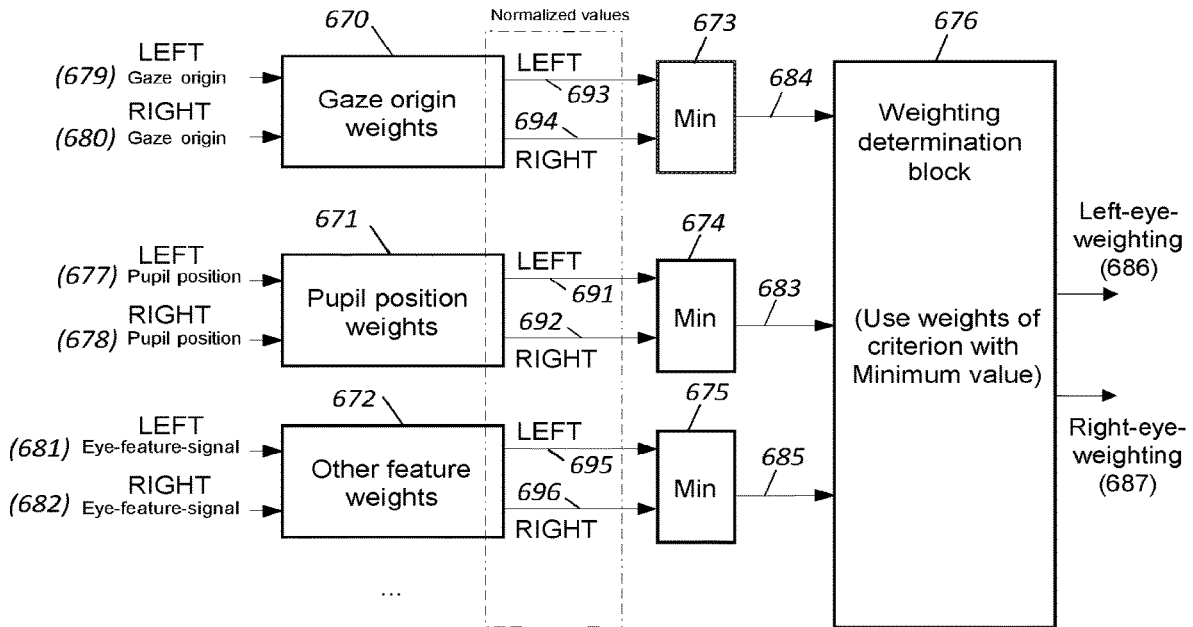 Normalized values
670
673
676
LEFT
(679) Gaze origin
RIGHT
(680) Gaze origin
Gaze origin
weights
LEFT
693
694
RIGHT
Min
684
Weighting
determination
block
671
674
LEFT
(677) Pupil position
RIGHT
(678) Pupil position
Pupil position
weights
LEFT
691
692
RIGHT
Min
683
(Use weights of
criterion with
Minimum value)
Left-eye-
weighting
(686)
672
675
LEFT
(681) Eye-feature-signal
RIGHT
(682) Eye-feature-signal
Other feature
weights
LEFT
695
696
RIGHT
Min
685
Right-eye-
weighting
(687)
...